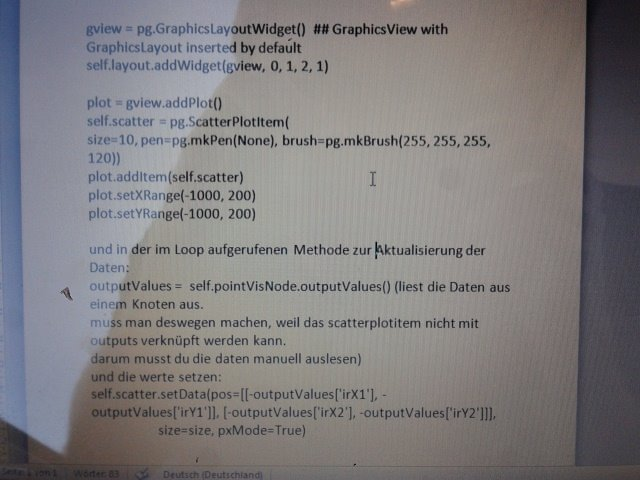 gview = pg.GraphicsLayoutWidget()  ## GraphicsView with
GraphicsLayout inserted by default
self.layout.addWidget(gview, 0, 1, 2, 1)
plot = gview.addPlot()
self.scatter = pg.ScatterPlotItem(
size=10, pen=pg.mkPen(None), brush=pg.mkBrush(255, 255, 255,
120))
plot.addItem(self.scatter)
plot.setXRange(-1000, 200)
plot.setYRange(-1000, 200)
und in der im Loop aufgerufenen Methode zur Aktualisierung der
Daten:
outputValues =  self.pointVisNode.outputValues() (liest die Daten aus
einem Knoten aus.
muss man deswegen machen, weil das scatterplotitem nicht mit
outputs verknüpft werden kann.
darum musst du die daten manuell auslesen)
und die werte setzen:
self.scatter.setData(pos=[[-outputValues['irX1'], -
outputValues['irY1']], [-outputValues['irX2'], -outputValues['irY2']]],
size=size, pxMode=True)
Seite: 1 von 1  Wörter: 83  Deutsch (Deutschland)